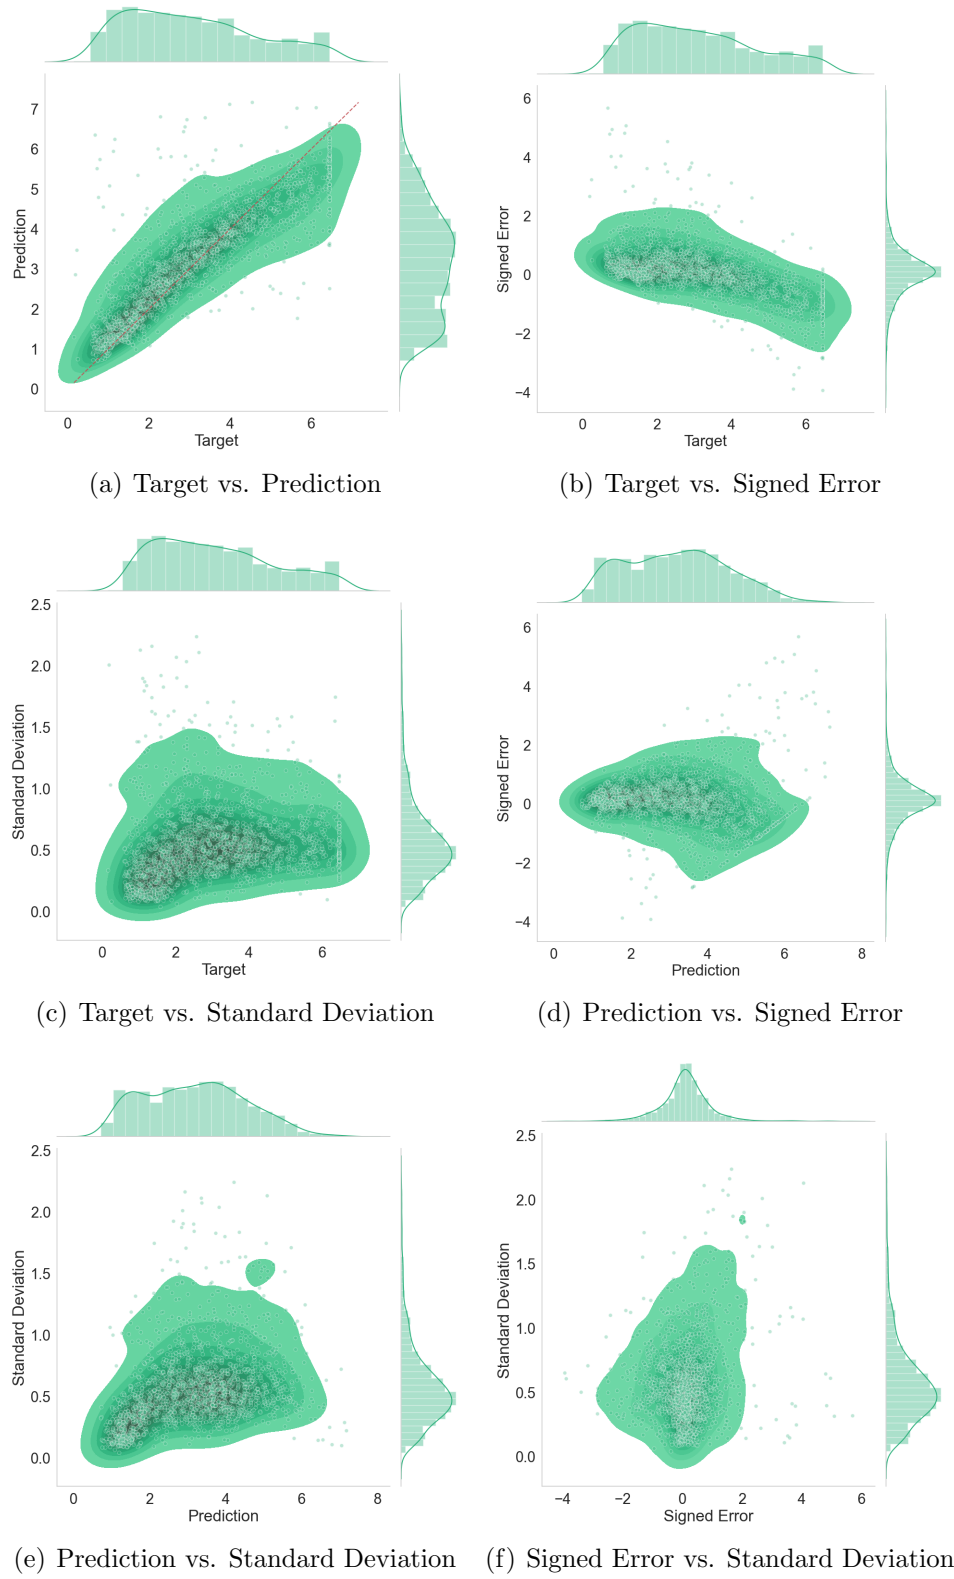 7
6
5
4
3
2
1
0
Prediction
0 2 4 6
Target
(a) Target vs. Prediction
6
4
2
0
−2
−4
Signed Error
0 2 4 6
Target
(b) Target vs. Signed Error
2.5
2.0
1.5
1.0
0.5
0.0
Standard Deviation
0 2 4 6
Target
(c) Target vs. Standard Deviation
6
4
2
0
−2
−4
Signed Error
0 2 4 6 8
Prediction
(d) Prediction vs. Signed Error
2.5
2.0
1.5
1.0
0.5
0.0
Standard Deviation
0 2 4 6 8
Prediction
(e) Prediction vs. Standard Deviation
2.5
2.0
1.5
1.0
0.5
0.0
Standard Deviation
−4 −2 0 2 4 6
Signed Error
(f) Signed Error vs. Standard Deviation